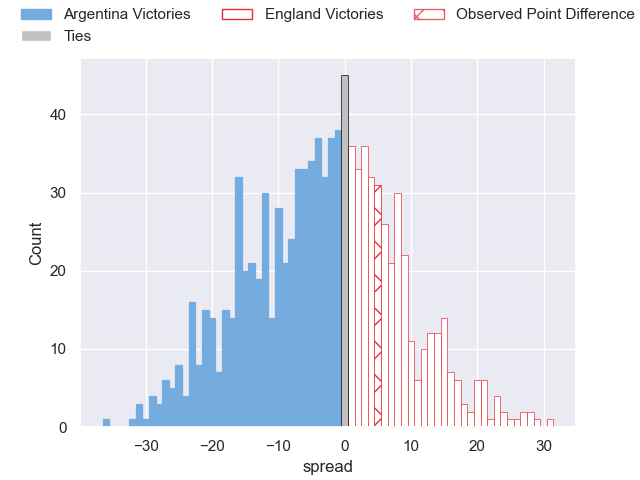 Argentina Victories
England Victories
Observed Point Difference
Ties
Count
40
30
20
10
0
−30
−20
−10
0
10
20
30
spread